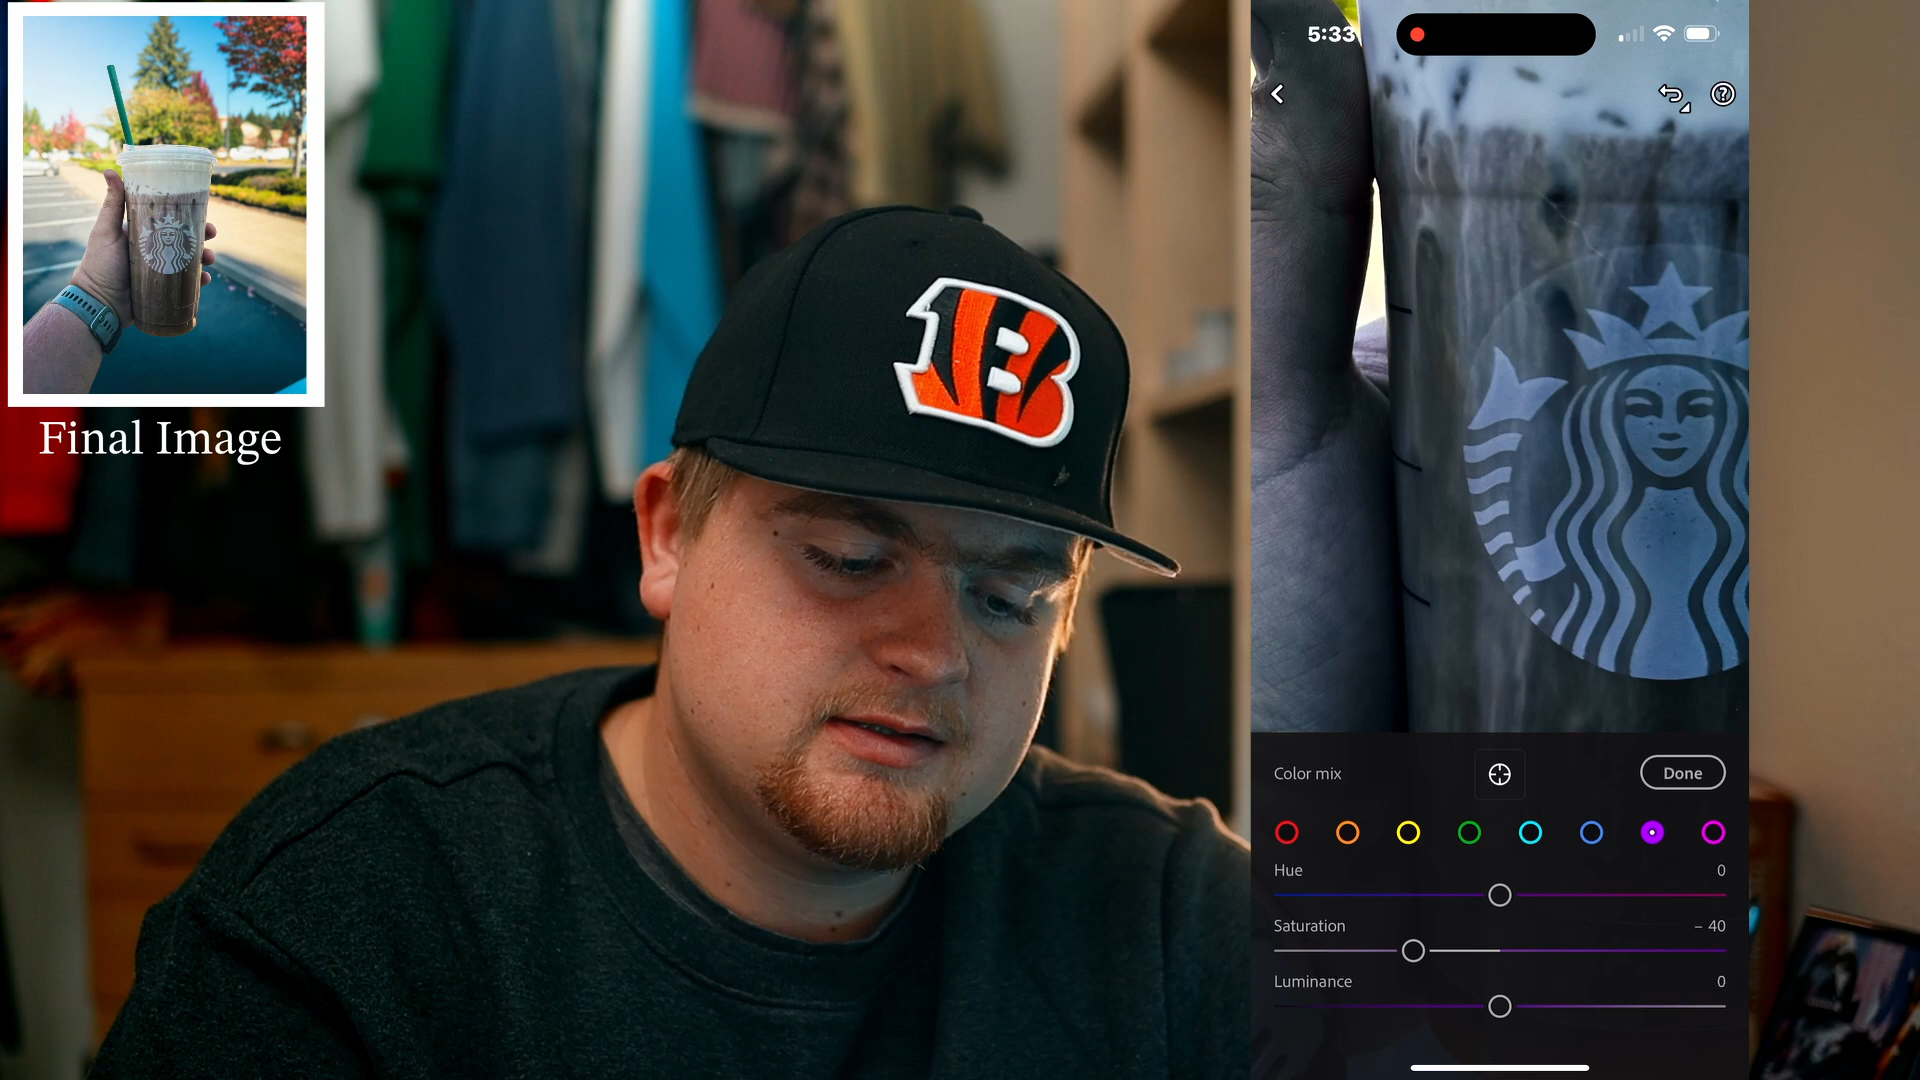 Final Image
B
5:33
Color mix
Done
Hue
0
Saturation
– 40
Luminance
0